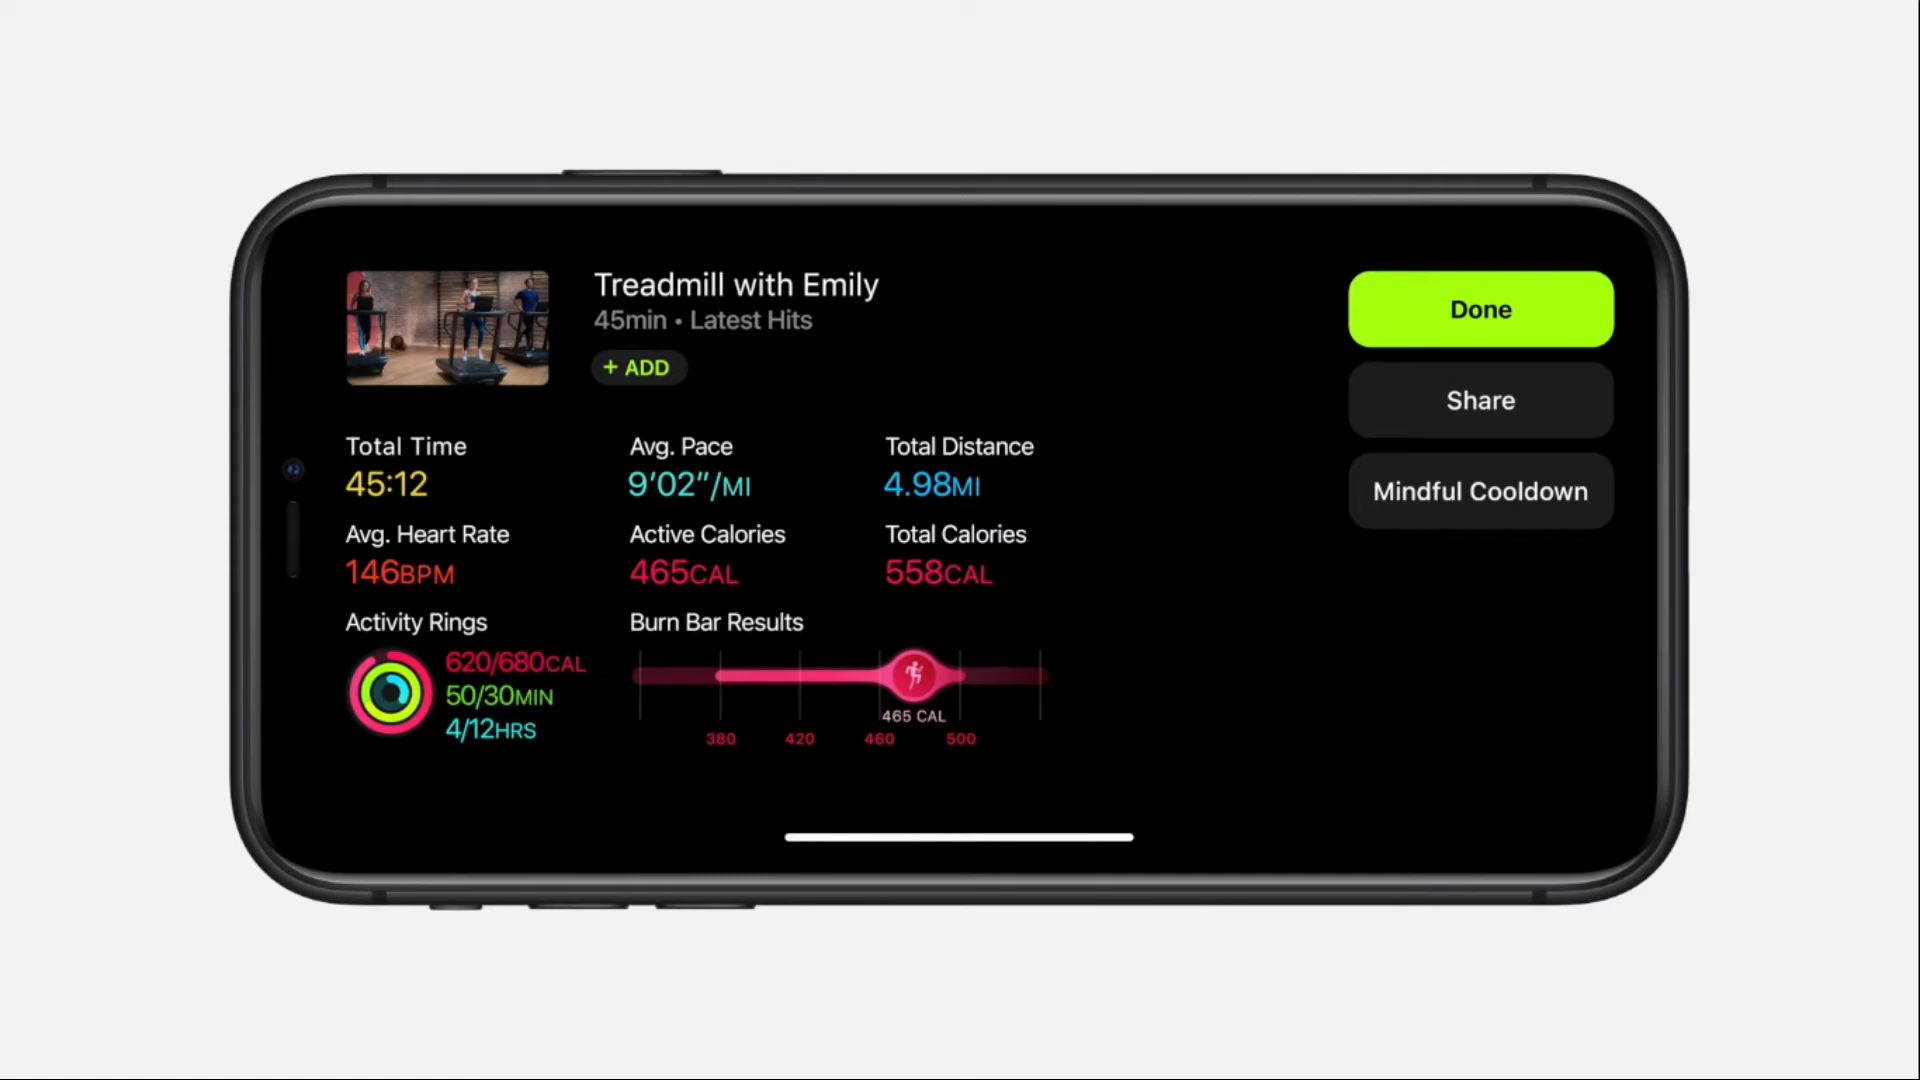 Treadmill with Emily
45min • Latest Hits
+ ADD
Done
Share
Mindful Cooldown
Total Time
45:12
Avg. Pace
9’02”/MI
Total Distance
4.98MI
Avg. Heart Rate
146BPM
Active Calories
465CAL
Total Calories
558CAL
Activity Rings
620/680CAL
50/30MIN
4/12HRS
Burn Bar Results
465 CAL
380 420 460 500